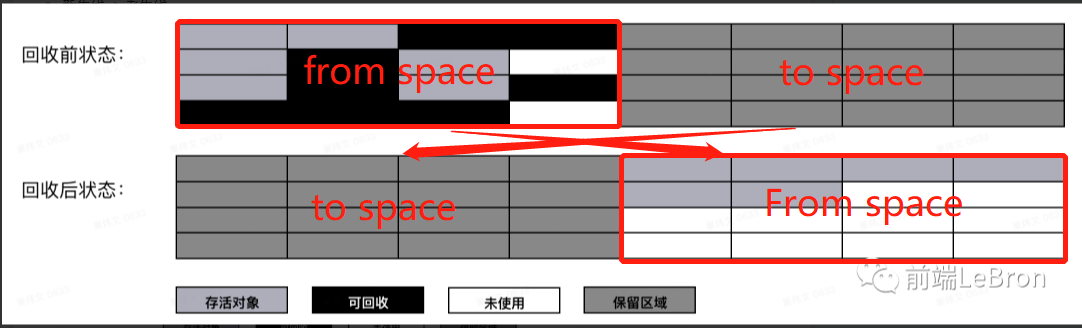 回收前状态：
from space
to space
回收后状态：
to space
From space
存活对象
可回收
未使用
保留区域
前端LeBron